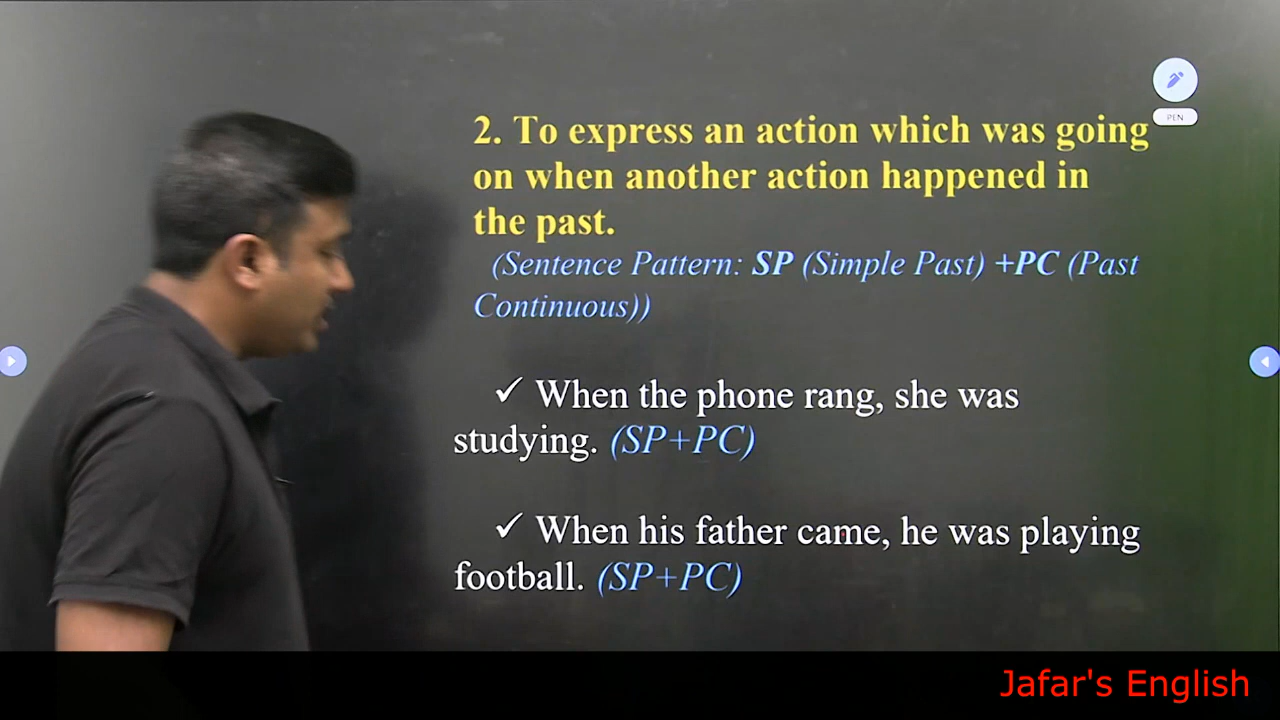 PEN
2. To express an action which was going
on when another action happened in
the past.
(Sentence Pattern: SP (Simple Past) +PC (Past
Continuous))
✓ When the phone rang, she was
studying. (SP+PC)
✓ When his father came, he was playing
football. (SP+PC)
Jafar's English